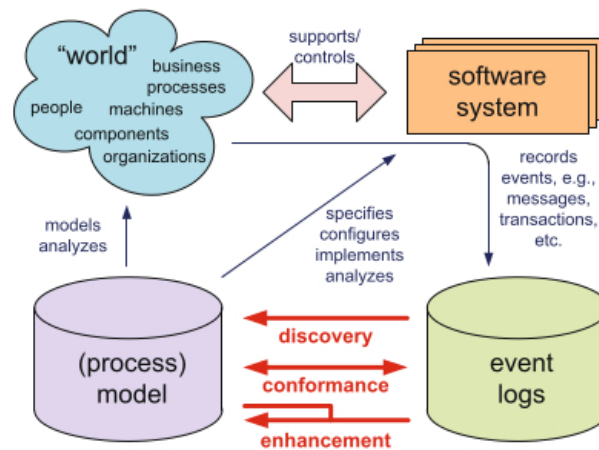 “world”
business
processes
people
machines
components
organizations
supports/
controls
software
system
records
events, e.g.,
messages,
transactions,
etc.
models
analyzes
specifies
configures
implements
analyzes
(process)
model
discovery
conformance
enhancement
event
logs